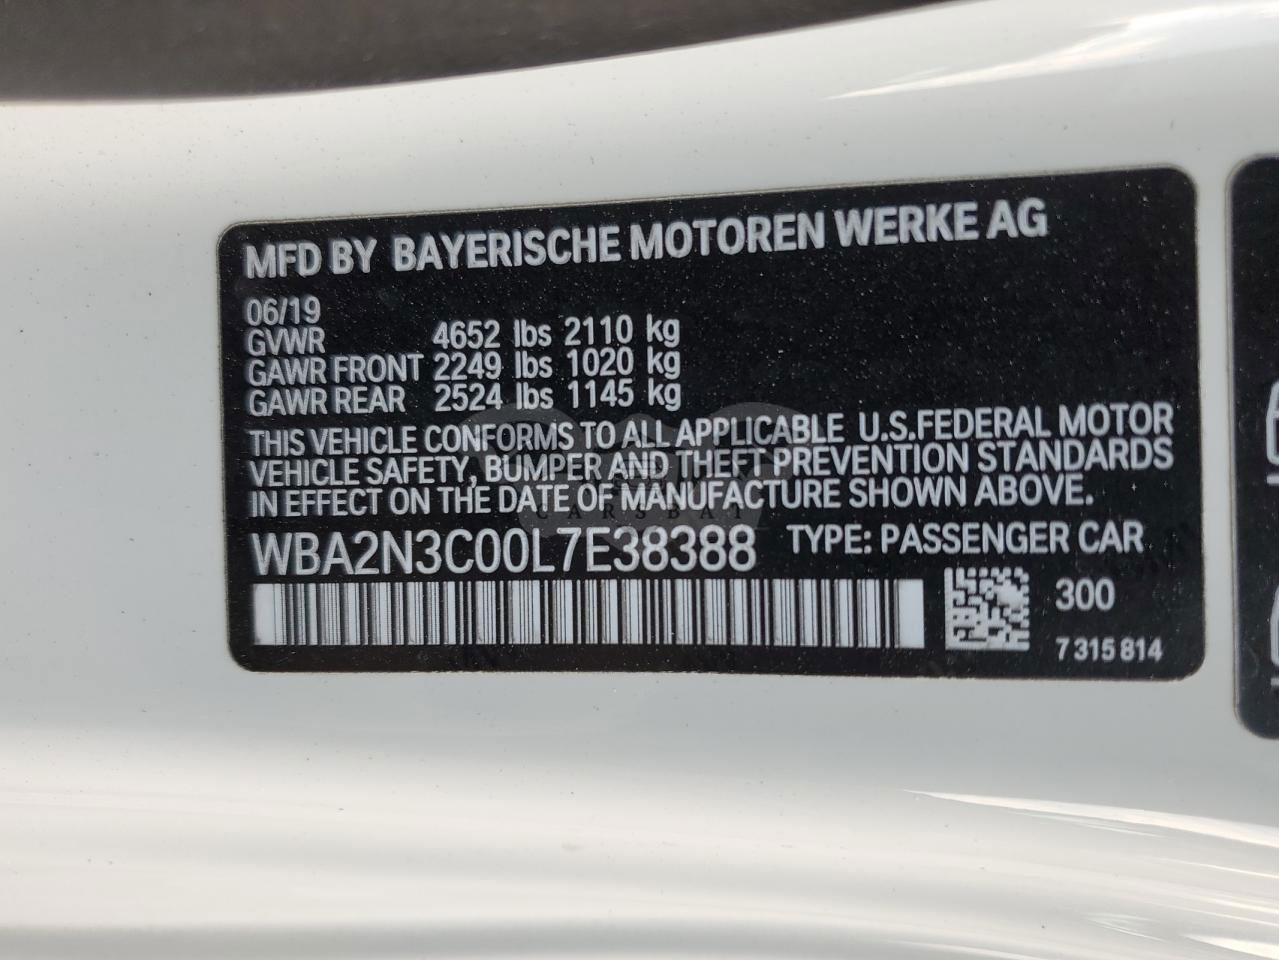 MFD BY BAYERISCHE MOTOREN WERKE AG
06/19
GVWR 4652 lbs 2110 kg
GAWR FRONT 2249 lbs 1020 kg
GAWR REAR 2524 lbs 1145 kg
THIS VEHICLE CONFORMS TO ALL APPLICABLE U.S.FEDERAL MOTOR
VEHICLE SAFETY, BUMPER AND THEFT PREVENTION STANDARDS
IN EFFECT ON THE DATE OF MANUFACTURE SHOWN ABOVE.
WBA2N3C00L7E38388 TYPE: PASSENGER CAR
300
7 315 814